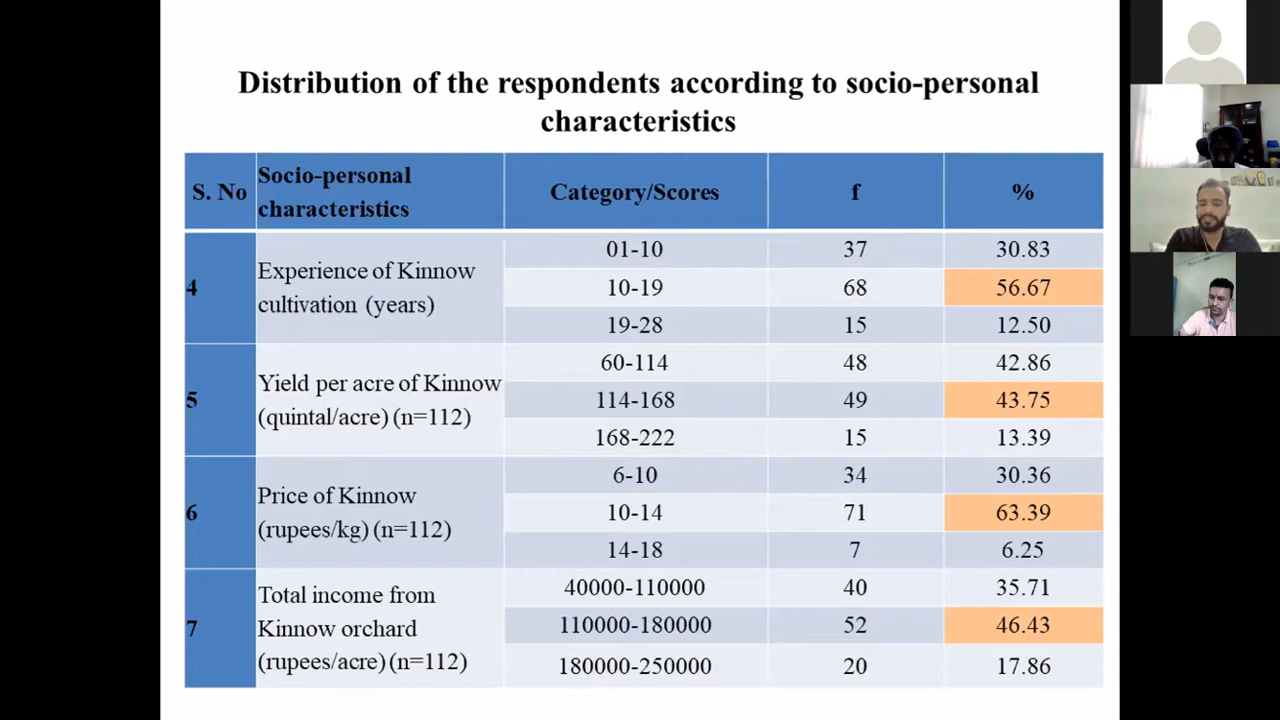 Distribution of the respondents according to socio-personal
characteristics
S. No Socio-personal characteristics Category/Scores f %
4 Experience of Kinnow cultivation (years) 01-10 37 30.83
10-19 68 56.67
19-28 15 12.50
5 Yield per acre of Kinnow (quintal/acre) (n=112) 60-114 48 42.86
114-168 49 43.75
168-222 15 13.39
6 Price of Kinnow (rupees/kg) (n=112) 6-10 34 30.36
10-14 71 63.39
14-18 7 6.25
7 Total income from Kinnow orchard (rupees/acre) (n=112) 40000-110000 40 35.71
110000-180000 52 46.43
180000-250000 20 17.86